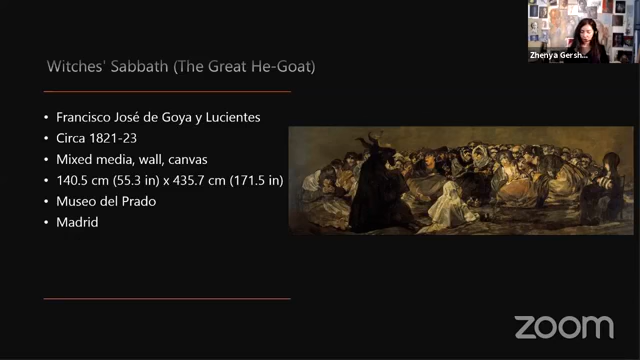 Zhenya Gersh...
Witches' Sabbath (The Great He-Goat)
• Francisco José de Goya y Lucientes
• Circa 1821-23
• Mixed media, wall, canvas
• 140.5 cm (55.3 in) x 435.7 cm (171.5 in)
• Museo del Prado
• Madrid
zoom